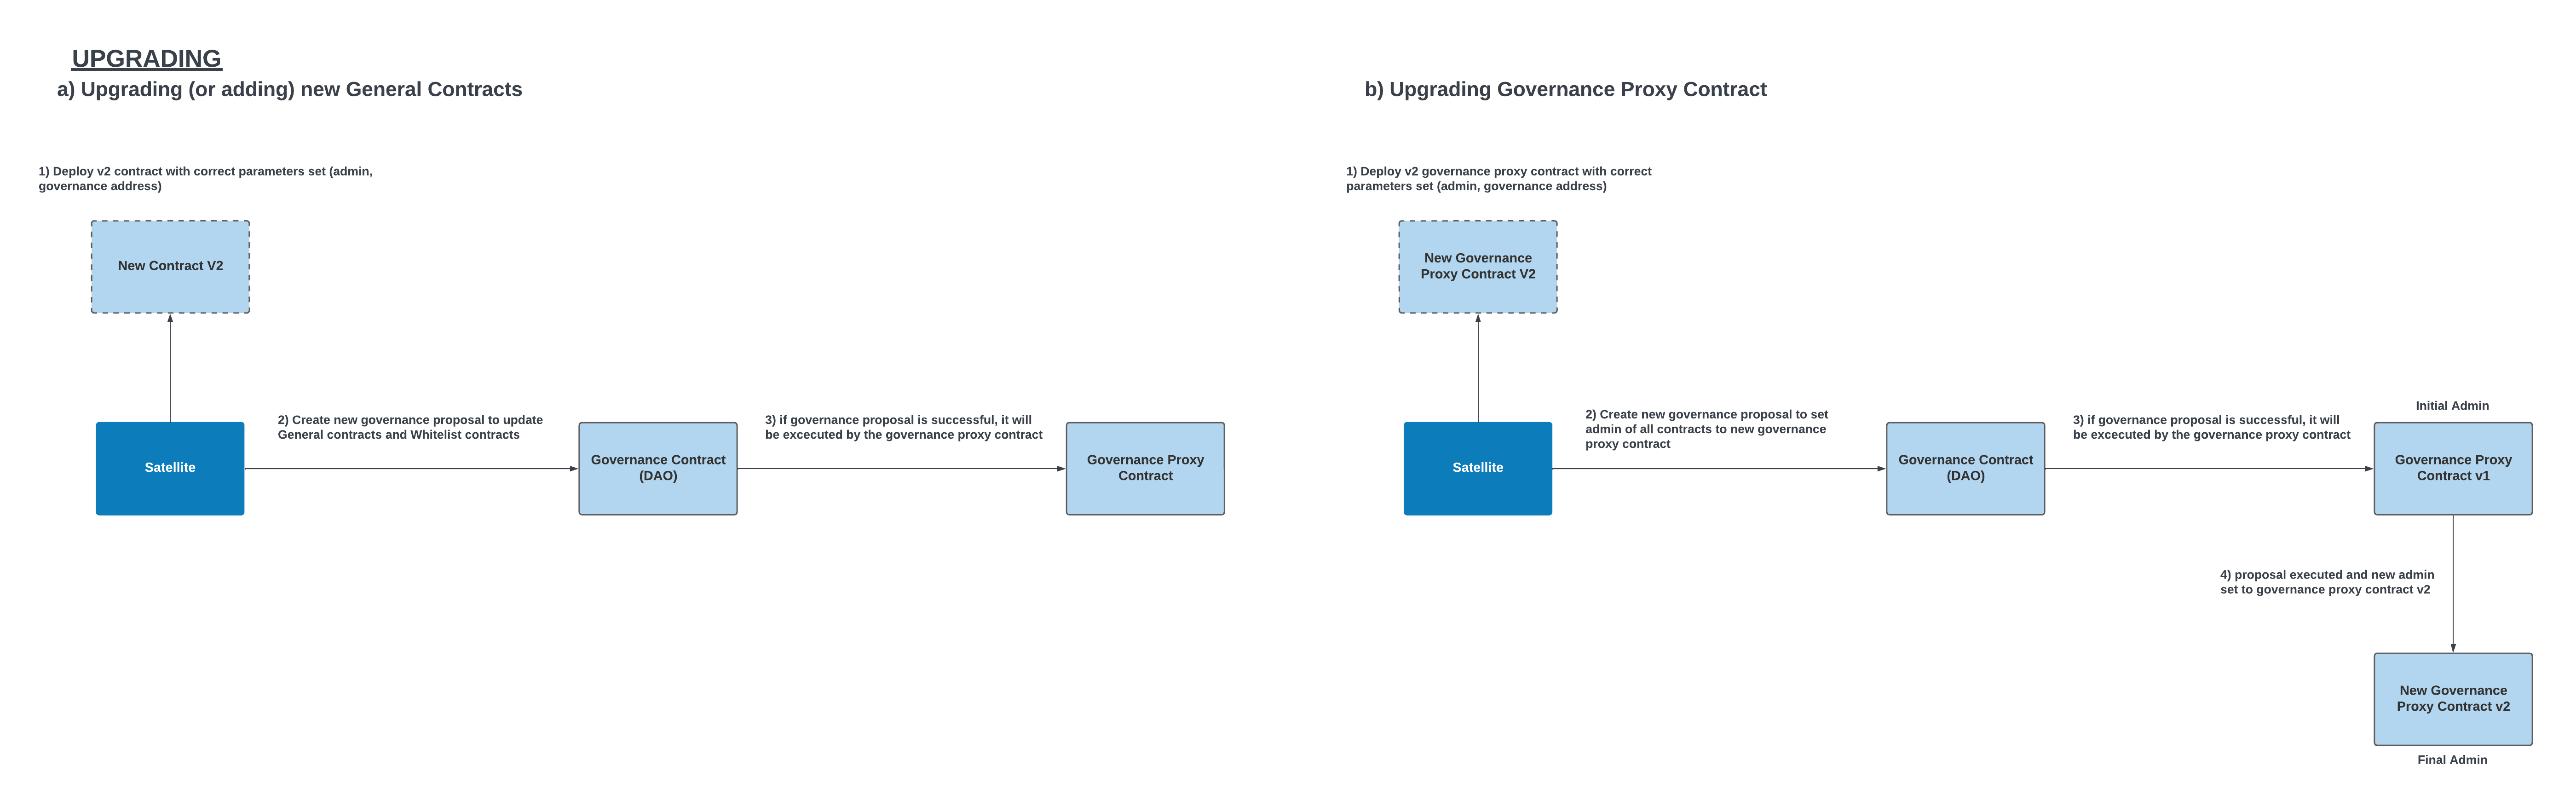 UPGRADING
a) Upgrading (or adding) new General Contracts
1) Deploy v2 contract with correct parameters set (admin,
governance address)
New Contract V2
Satellite
2) Create new governance proposal to update
General contracts and Whitelist contracts
Governance Contract
(DAO)
3) if governance proposal is successful, it will
be excecuted by the governance proxy contract
Governance Proxy
Contract
b) Upgrading Governance Proxy Contract
1) Deploy v2 governance proxy contract with correct
parameters set (admin, governance address)
New Governance
Proxy Contract V2
Satellite
2) Create new governance proposal to set
admin of all contracts to new governance
proxy contract
Governance Contract
(DAO)
3) if governance proposal is successful, it will
be excecuted by the governance proxy contract
Initial Admin
Governance Proxy
Contract v1
4) proposal executed and new admin
set to governance proxy contract v2
New Governance
Proxy Contract v2
Final Admin